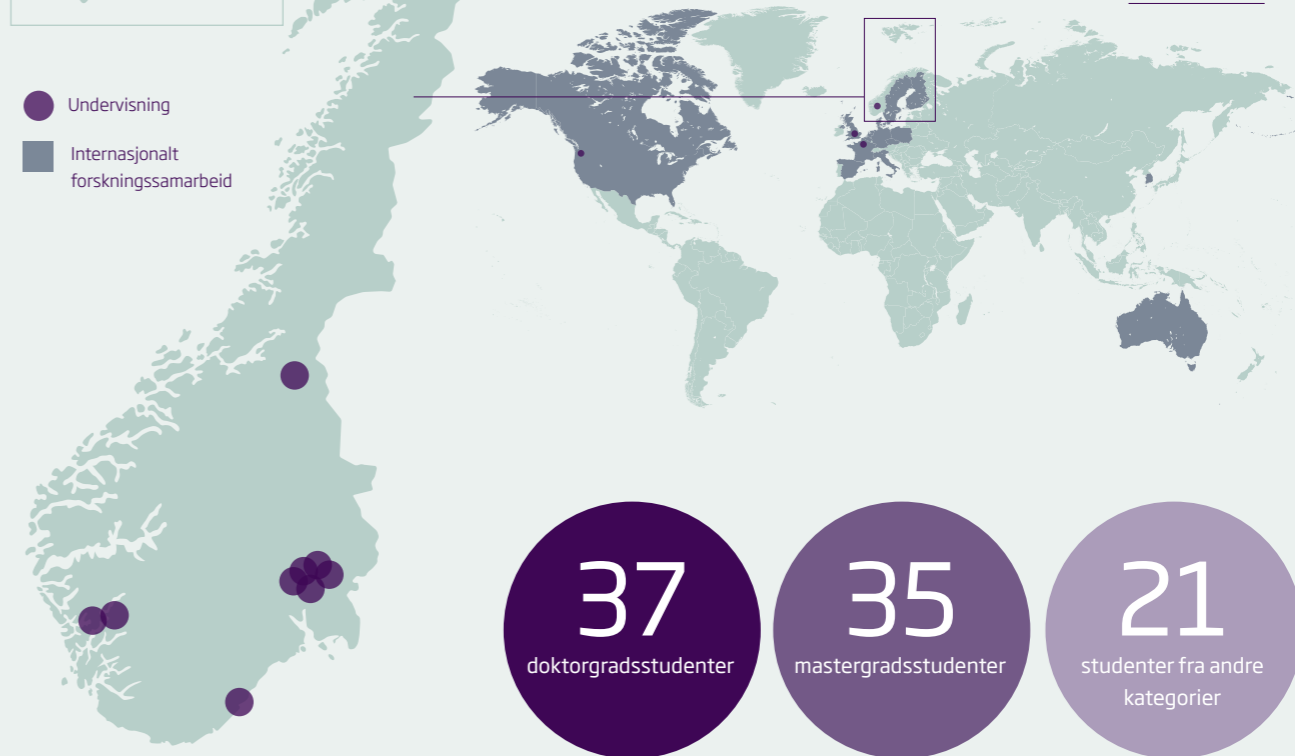 Undervisning
Internasjonalt
forskningssamarbeid
37
doktorgradsstudenter
35
mastergradsstudenter
21
studenter fra andre
kategorier